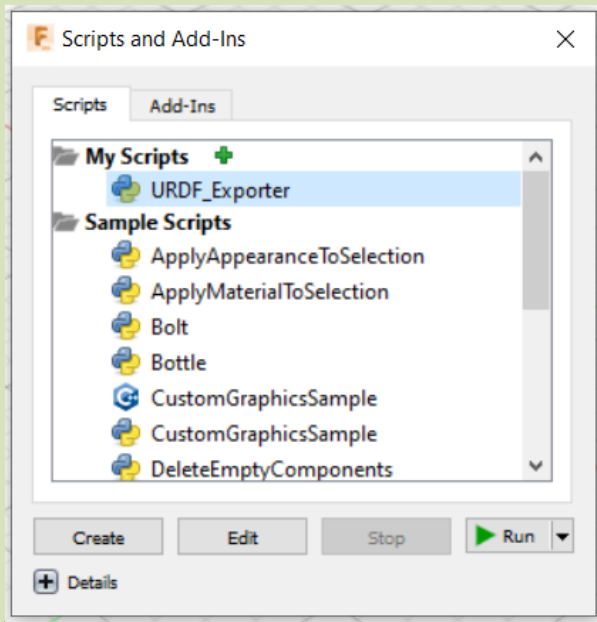 Scripts and Add-Ins
Scripts Add-Ins
My Scripts
URDF_Exporter
Sample Scripts
ApplyAppearanceToSelection
ApplyMaterialToSelection
Bolt
Bottle
CustomGraphicsSample
CustomGraphicsSample
DeleteEmptyComponents
Create Edit Stop Run
Details